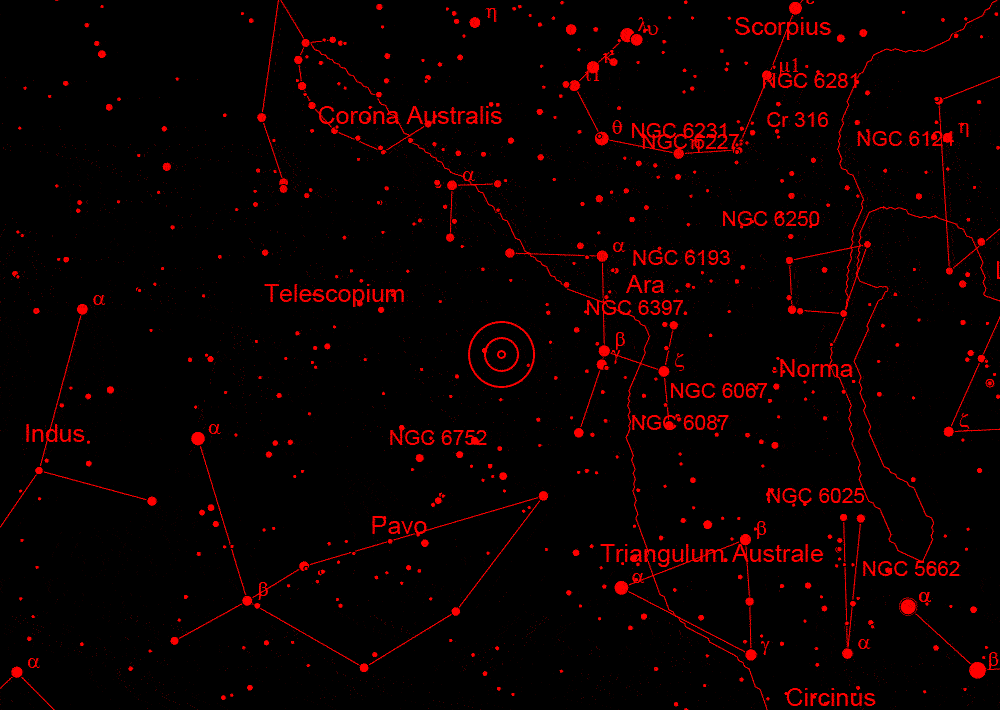 η
λ
υ
κ
ι1
Scorpius
μ1
NGC 6281
Corona Australis
θ
NGC 6231
NGC 6227
η
Cr 316
NGC 6124
η
α
NGC 6250
α
NGC 6193
Ara
Telescopium
NGC 6397
α
β
γ
ζ
Norma
NGC 6067
NGC 6087
ζ
Indus
α
NGC 6752
NGC 6025
Pavo
β
Triangulum Australe
NGC 5662
α
β
α
γ
α
α
β
Circinus